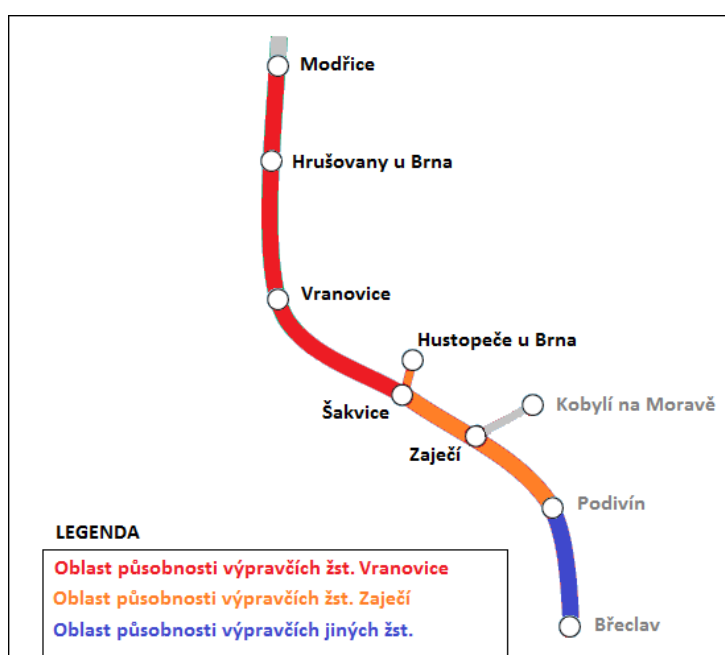 Modřice
Hrušovany u Brna
Vranovice
Hustopeče u Brna
Šakvice
Kobylí na Moravě
Zaječí
Podivín
LEGENDA
Oblast působnosti výpravčích žst. Vranovice
Oblast působnosti výpravčích žst. Zaječí
Oblast působnosti výpravčích jiných žst.
Břeclav